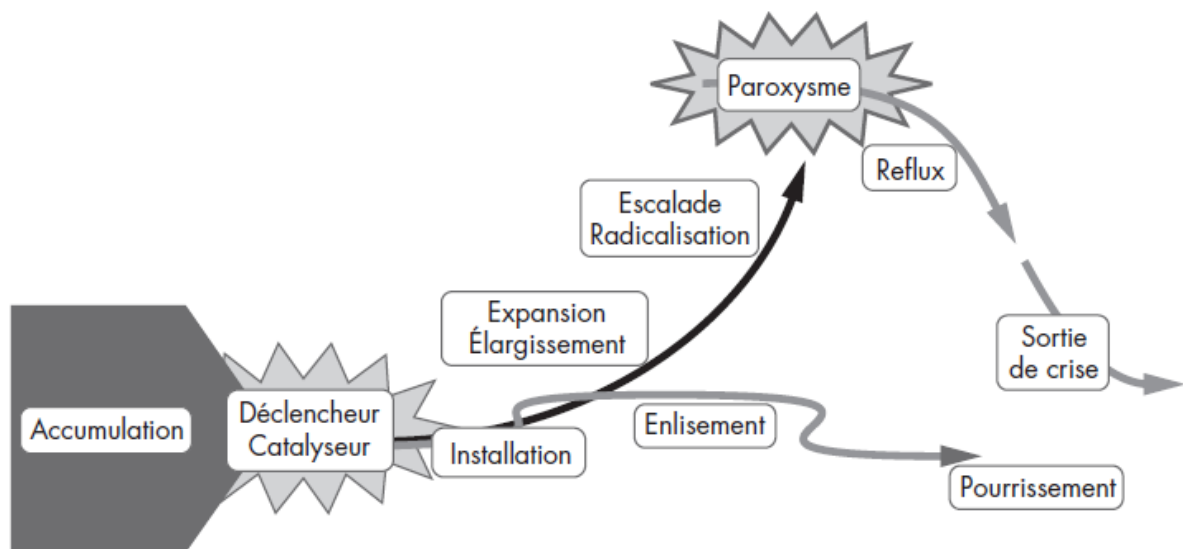 Paroxysme
Reflux
Escalade
Radicalisation
Expansion
Élargissement
Sortie
de crise
Accumulation
Déclencheur
Catalyseur
Installation
Enlisement
Pourrissement